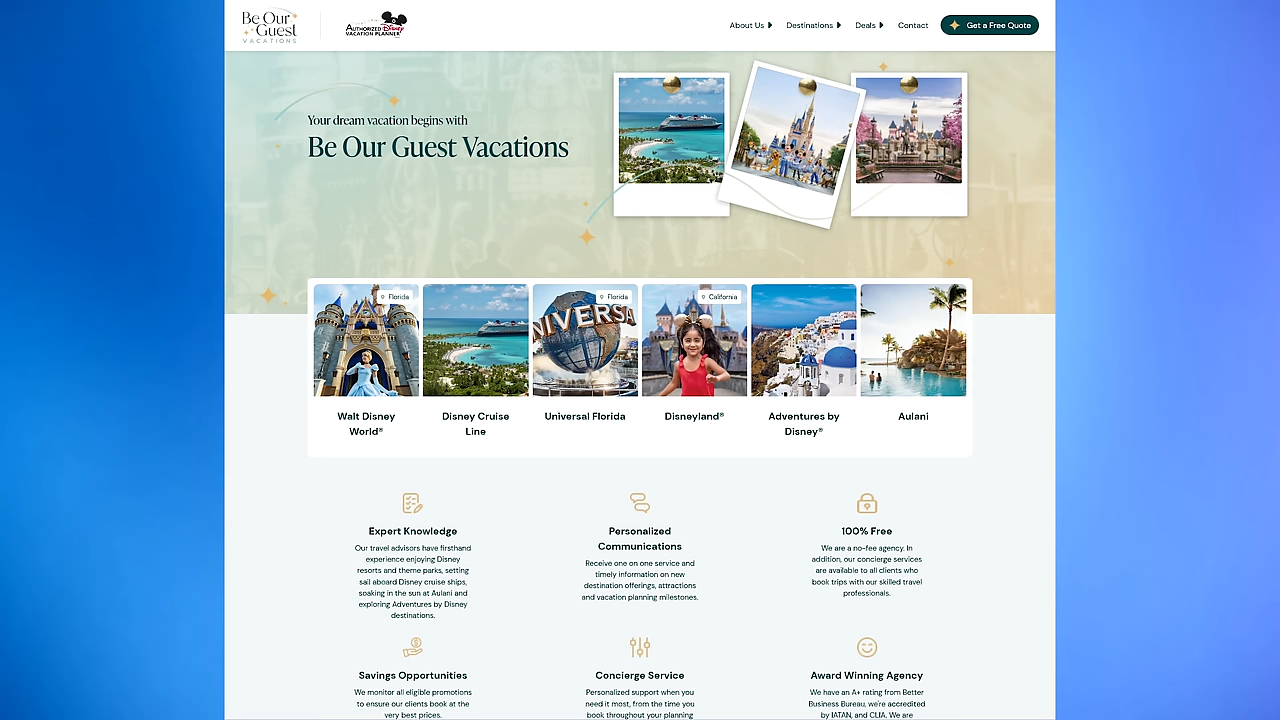 Be Our
Guest
VACATIONS
AUTHORIZED Disney
VACATION PLANNER
About Us
Destinations
Deals
Contact
Get a Free Quote
Your dream vacation begins with
Be Our Guest Vacations
Florida
Florida
California
UNIVERSA
Walt Disney
World®
Disney Cruise
Line
Universal Florida
Disneyland®
Adventures by
Disney®
Aulani
Expert Knowledge
Our travel advisors have firsthand
experience enjoying Disney
resorts and theme parks, setting
sail aboard Disney cruise ships,
soaking in the sun at Aulani and
exploring Adventures by Disney
destinations.
Personalized
Communications
Receive one on one service and
timely information on new
destination offerings, attractions
and vacation planning milestones.
100% Free
We are a no-fee agency. In
addition, our concierge services
are available to all clients who
book trips with our skilled travel
professionals.
Savings Opportunities
We monitor all eligible promotions
to ensure our clients book at the
very best prices.
Concierge Service
Personalized support when you
need it most, from the time you
book throughout your planning
Award Winning Agency
We have an A+ rating from Better
Business Bureau, we're accredited
by IATAN, and CLIA. We are